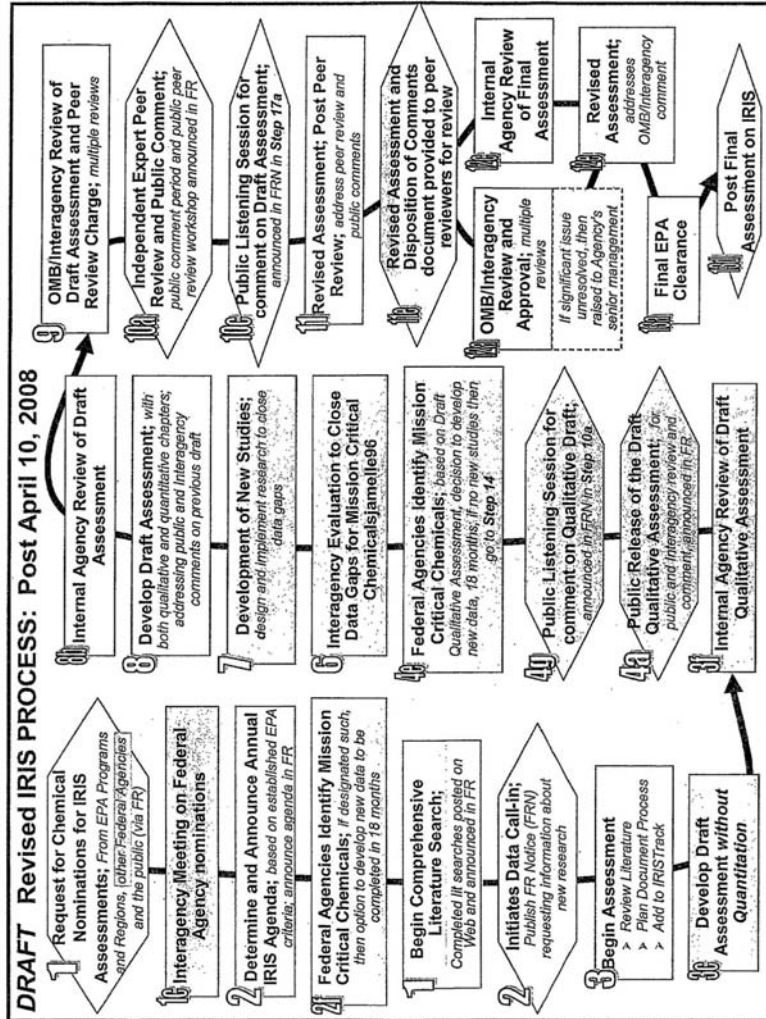 DRAFT Revised IRIS PROCESS: Post April 10, 2008
1
Request for Chemical
Nominations for IRIS
Assessments; From EPA Programs
and Regions, other Federal Agencies
and the public (via FR)
1c
Interagency Meeting on Federal
Agency nominations
2
Determine and Announce Annual
IRIS Agenda; based on established EPA
criteria; announce agenda in FR
2f
Federal Agencies Identify Mission
Critical Chemicals; if designated such,
then option to develop new data to be
completed in 18 months
1
Begin Comprehensive
Literature Search;
Completed lit searches posted on
Web and announced in FR
2
Initiates Data Call-in;
Publish FR Notice (FRN)
requesting information about
new research
3
Begin Assessment
> Review Literature
> Plan Document Process
> Add to IRISTrack
Develop Draft
Assessment without
Quantitation
8b
Internal Agency Review of Draft
Assessment
8
Develop Draft Assessment; with
both qualitative and quantitative chapters;
addressing public and Interagency
comments on previous draft
7
Development of New Studies;
design and implement research to close
data gaps
6
Interagency Evaluation to Close
Data Gaps for Mission Critical
Chemicalsjamelle96
4e
Federal Agencies Identify Mission
Critical Chemicals; based on Draft
Qualitative Assessment, decision to develop
new data, 18 months; if no new studies then
go to Step 14
4g
Public Listening Session for
comment on Qualitative Draft;
announced in FRN in Step 10a
4a
Public Release of the Draft
Qualitative Assessment; for
public and Interagency review and
comment, announced in FR
3f
Internal Agency Review of Draft
Qualitative Assessment
9
OMB/Interagency Review of
Draft Assessment and Peer
Review Charge; multiple reviews
10a
Independent Expert Peer
Review and Public Comment;
public comment period and public peer
review workshop announced in FR
10c
Public Listening Session for
comment on Draft Assessment;
announced in FRN in Step 17a
11
Revised Assessment; Post Peer
Review; address peer review and
public comments
11a
Revised Assessment and
Disposition of Comments
document provided to peer
reviewers for review
OMB/Interagency
Review and
Approval; multiple
reviews
If significant issue
unresolved, then
raised to Agency's
senior management
Internal
Agency Review
of Final
Assessment
Revised
Assessment;
addresses
OMB/Interagency
comment
Final EPA
Clearance
Post Final
Assessment on IRIS